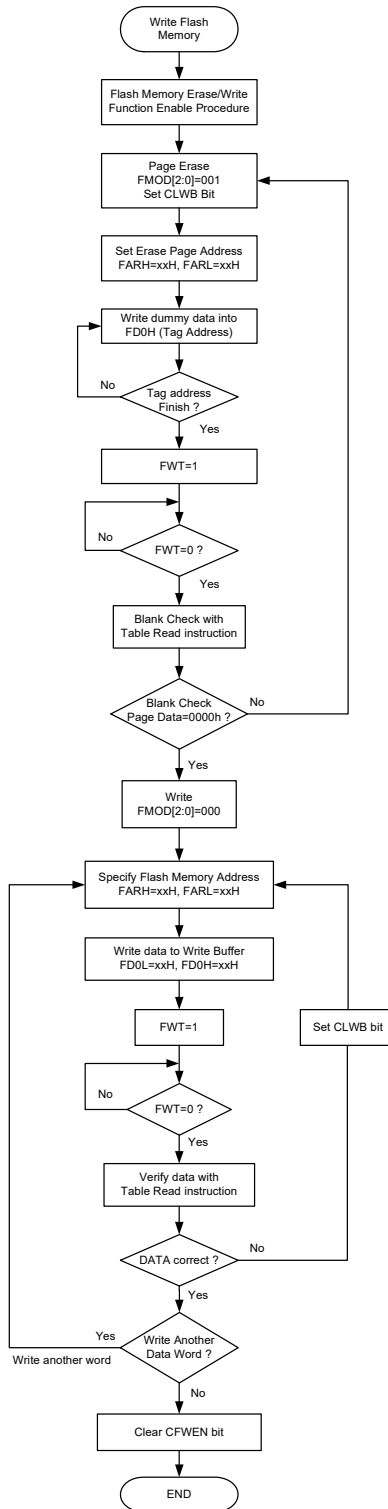 Write Flash
Memory
Flash Memory Erase/Write
Function Enable Procedure
Page Erase
FMOD[2:0]=001
Set CLWB Bit
Set Erase Page Address
FARH=xxH, FARL=xxH
Write dummy data into
FD0H (Tag Address)
No
Tag address
Finish ?
Yes
FWT=1
No
FWT=0 ?
Yes
Blank Check with
Table Read instruction
No
Blank Check
Page Data=0000h ?
Yes
Write
FMOD[2:0]=000
Specify Flash Memory Address
FARH=xxH, FARL=xxH
Write data to Write Buffer
FD0L=xxH, FD0H=xxH
FWT=1
Set CLWB bit
No
FWT=0 ?
Yes
Verify data with
Table Read instruction
No
DATA correct ?
Yes
Yes
Write Another
Data Word ?
Write another word
No
Clear CFWEN bit
END